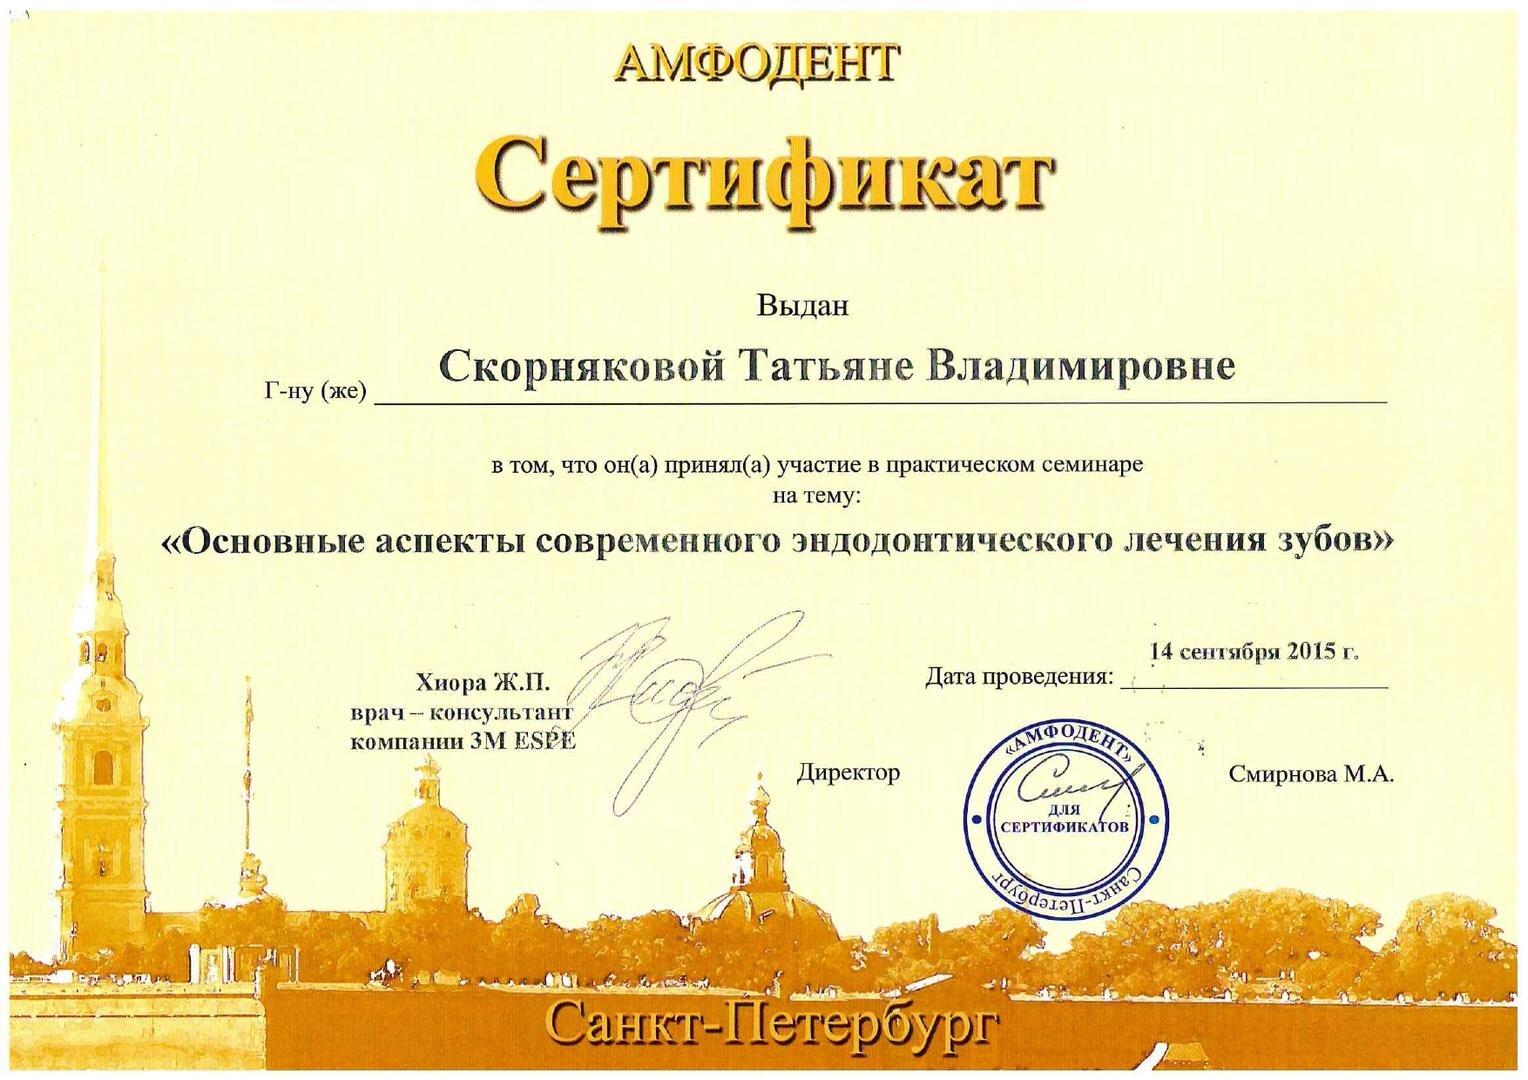 АМФОДЕНТ
Сертификат
Выдан
Г-ну (же) Скорняковой Татьяне Владимировне
в том, что он(а) принял(а) участие в практическом семинаре
на тему:
«Основные аспекты современного эндодонтического лечения зубов»
14 сентября 2015 г.
Дата проведения:
Хиора Ж.П.
врач – консультант
компании 3M ESPE
Директор
Смирнова М.А.
«АМФОДЕНТ»
ДЛЯ
СЕРТИФИКАТОВ
Санкт-Петербург
Санкт-Петербург